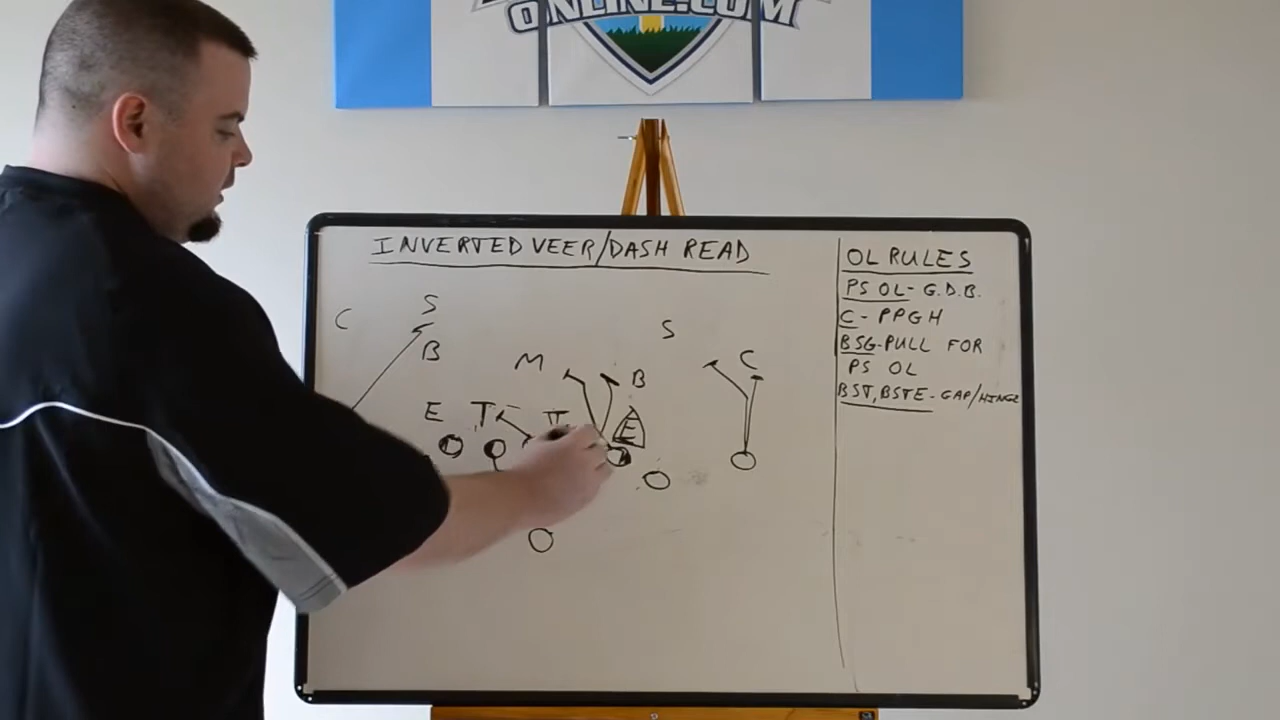 ONLINE.COM
INVERTED VEER/DASH READ
OL RULES
PS OL- G.D.B.
C- PPGH
BSG-PULL FOR
PS OL
BST, BSTE- GAP/HINGE
S
C
S
B
M
B
C
E
T
T
E